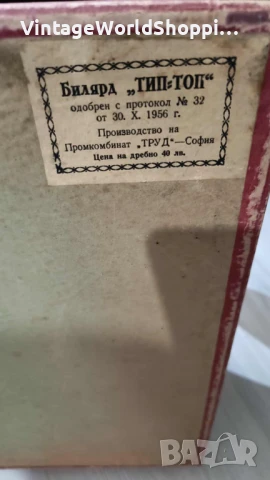 VintageWorldShoppi...
Билярд „ТИП-ТОП“
одобрен с протокол № 32
от 30. X. 1956 г.
Производство на
Промкомбинат „ТРУД“—София
Цена на дребно 40 лв.
БАЗАР